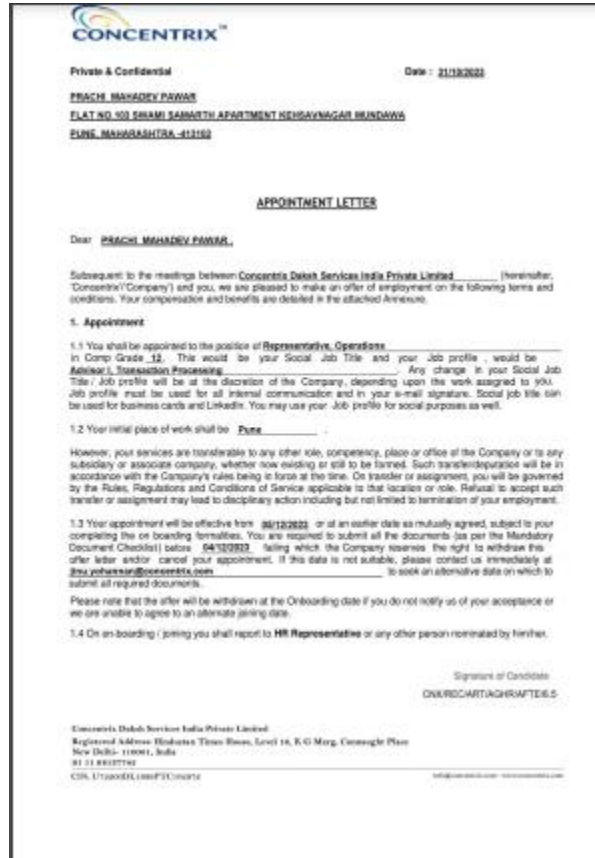 CONCENTRIX™
Private & Confidential Date :
PRACHI MAHADEV PAWAR
FLAT NO.103 SWAMI SAMARTH APARTMENT KEHSAVNAGAR MUNDAWA
PUNE, MAHARASHTRA
APPOINTMENT LETTER
Dear PRACHI MAHADEV PAWAR ,
Subsequent to the meetings between Concentrix Daksh Services India Private Limited (hereinafter,
'Concentrix'/'Company') and you, we are pleased to make an offer of employment on the following terms and
conditions. Your compensation and benefits are detailed in the attached Annexure.
1. Appointment
1.1 You shall be appointed to the position of Representative, Operations
in Comp Grade 12. This would be your Social Job Title and your Job profile , would be
Advisor I, Transaction Processing . Any change in your Social Job
Title / Job profile will be at the discretion of the Company, depending upon the work assigned to you.
Job profile must be used for all internal communication and in your e-mail signature. Social job title can
be used for business cards and LinkedIn. You may use your Job profile for social purposes as well.
1.2 Your initial place of work shall be Pune .
However, your services are transferable to any other role, competency, place or office of the Company or to any
subsidiary or associate company, whether now existing or still to be formed. Such transfer/deputation will be in
accordance with the Company's rules being in force at the time. On transfer or assignment, you will be governed
by the Rules, Regulations and Conditions of Service applicable to that location or role. Refusal to accept such
transfer or assignment may lead to disciplinary action including but not limited to termination of your employment.
1.3 Your appointment will be effective from 05/12/2023 or at an earlier date as mutually agreed, subject to your
completing the on boarding formalities. You are required to submit all the documents (as per the Mandatory
Document Checklist) before 04/12/2023 failing which the Company reserves the right to withdraw this
offer letter and/or cancel your appointment. If this date is not suitable, please contact us immediately at
jinu.yohannan@concentrix.com to seek an alternative date on which to
submit all required documents.
Please note that the offer will be withdrawn at the Onboarding date if you do not notify us of your acceptance or
we are unable to agree to an alternate joining date.
1.4 On on-boarding / joining you shall report to HR Representative or any other person nominated by him/her.
Signature of Candidate
CNX/REC/ART/AGHR/AFTE/6.5
Concentrix Daksh Services India Private Limited
Registered Address: Hindustan Times House, Level 10, K G Marg, Connaught Place
New Delhi- 110001, India